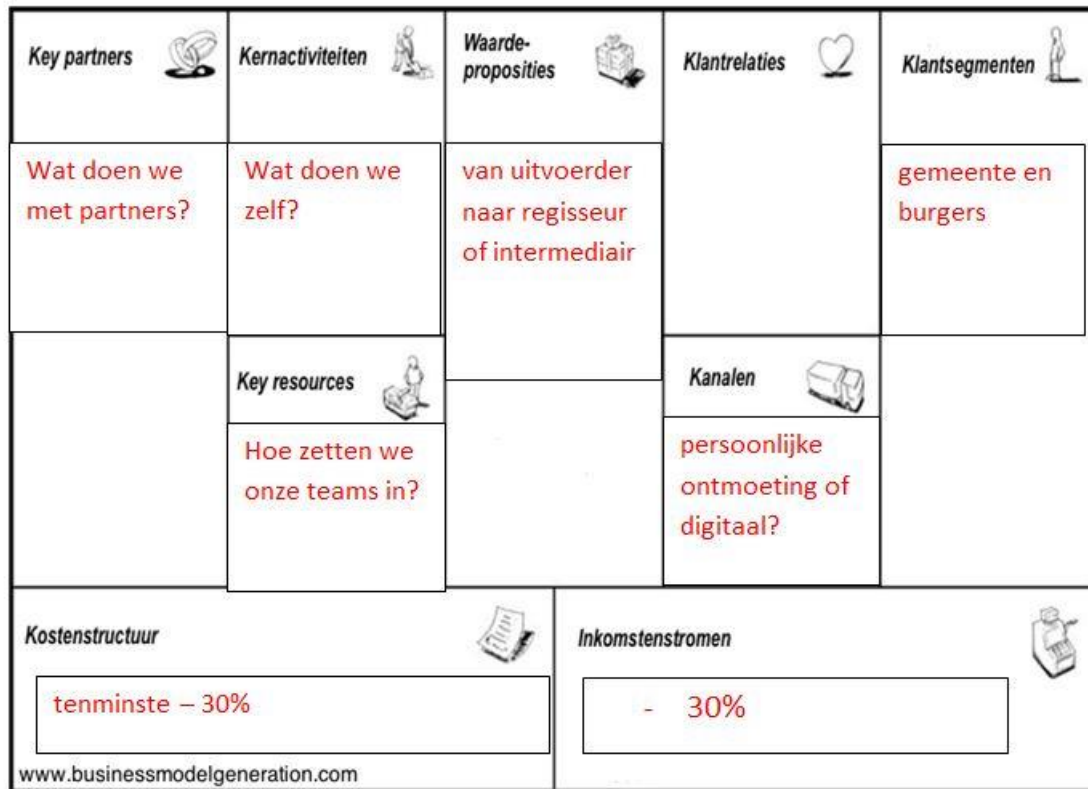 Key partners
Wat doen we
met partners?
Kernactiviteiten
Wat doen we
zelf?
Key resources
Hoe zetten we
onze teams in?
Waarde-
proposities
van uitvoerder
naar regisseur
of intermediair
Klantrelaties
Kanalen
persoonlijke
ontmoeting of
digitaal?
Klantsegmenten
gemeente en
burgers
Kostenstructuur
tenminste – 30%
www.businessmodelgeneration.com
Inkomstenstromen
- 30%